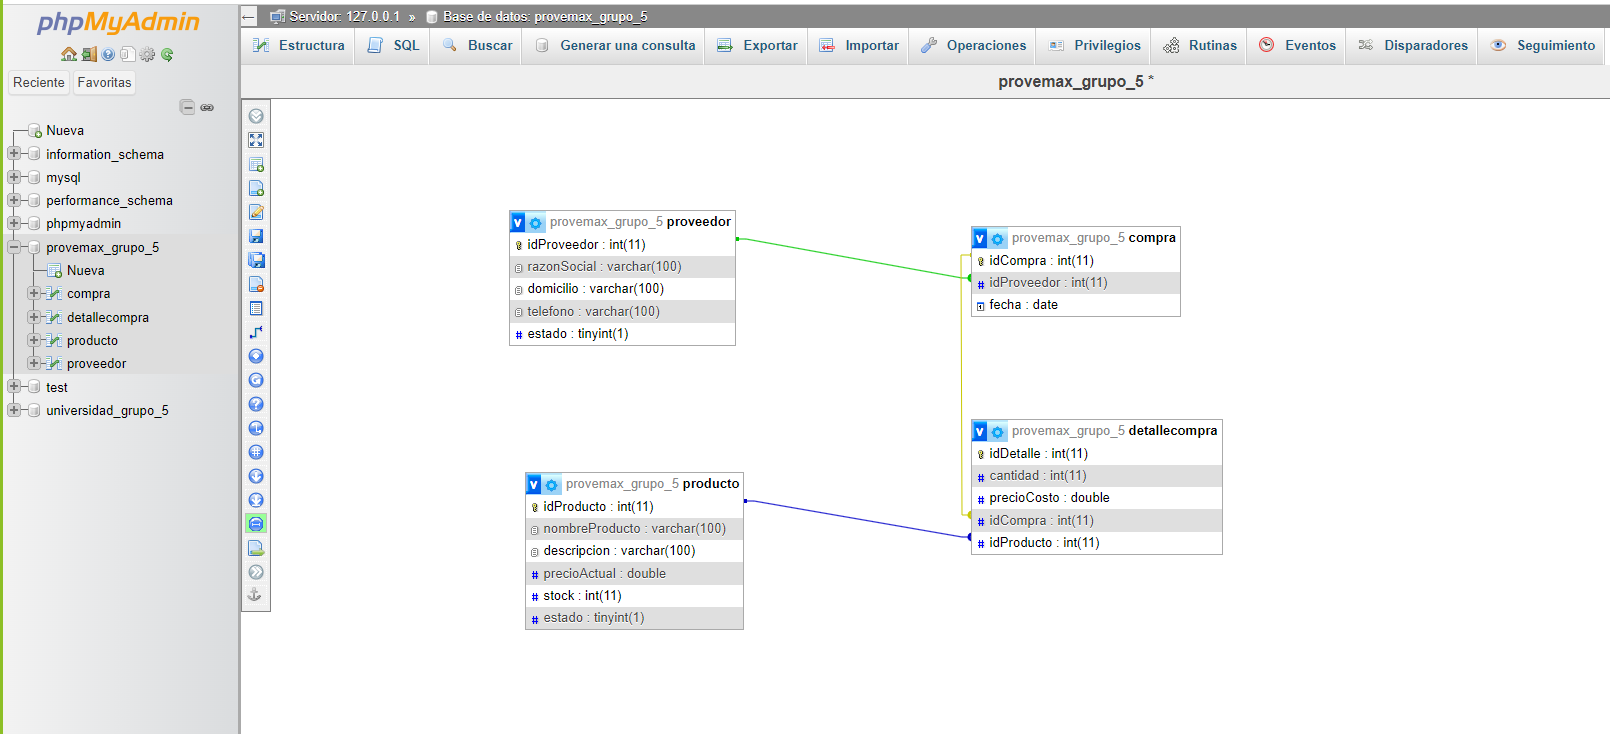 phpMyAdmin
Reciente Favoritas
Nueva
information_schema
mysql
performance_schema
phpmyadmin
provemax_grupo_5
Nueva
compra
detallecompra
producto
proveedor
test
universidad_grupo_5
Servidor: 127.0.0.1 » Base de datos: provemax_grupo_5
Estructura SQL Buscar Generar una consulta Exportar Importar Operaciones Privilegios Rutinas Eventos Disparadores Seguimiento
provemax_grupo_5 *
v provemax_grupo_5 proveedor
idProveedor : int(11)
razonSocial : varchar(100)
domicilio : varchar(100)
telefono : varchar(100)
# estado : tinyint(1)
v provemax_grupo_5 compra
idCompra : int(11)
# idProveedor : int(11)
fecha : date
v provemax_grupo_5 detallecompra
idDetalle : int(11)
# cantidad : int(11)
# precioCosto : double
# idCompra : int(11)
# idProducto : int(11)
v provemax_grupo_5 producto
idProducto : int(11)
nombreProducto : varchar(100)
descripcion : varchar(100)
# precioActual : double
# stock : int(11)
# estado : tinyint(1)